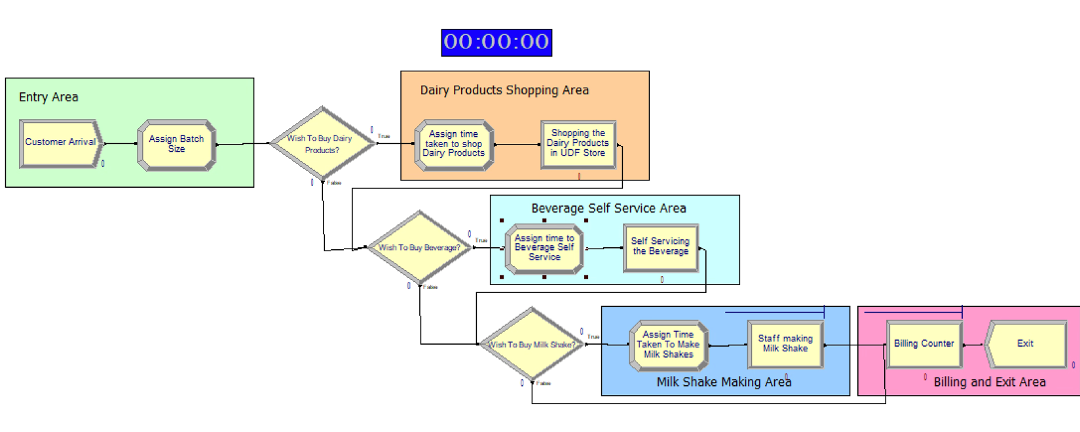 00:00:00
Entry Area
Customer Arrival
0
Assign Batch
Size
Wish To Buy Dairy
Products?
0
True
0
False
Dairy Products Shopping Area
Assign time
taken to shop
Dairy Products
Shopping the
Dairy Products
in UDF Store
0
Wish To Buy Beverage?
0
True
0
False
Beverage Self Service Area
Assign time to
Beverage Self
Service
Self Servicing
the Beverage
0
Wish To Buy Milk Shake?
0
True
0
False
Assign Time
Taken To Make
Milk Shakes
Staff making
Milk Shake
0
Milk Shake Making Area
Billing Counter
0
Exit
0
Billing and Exit Area